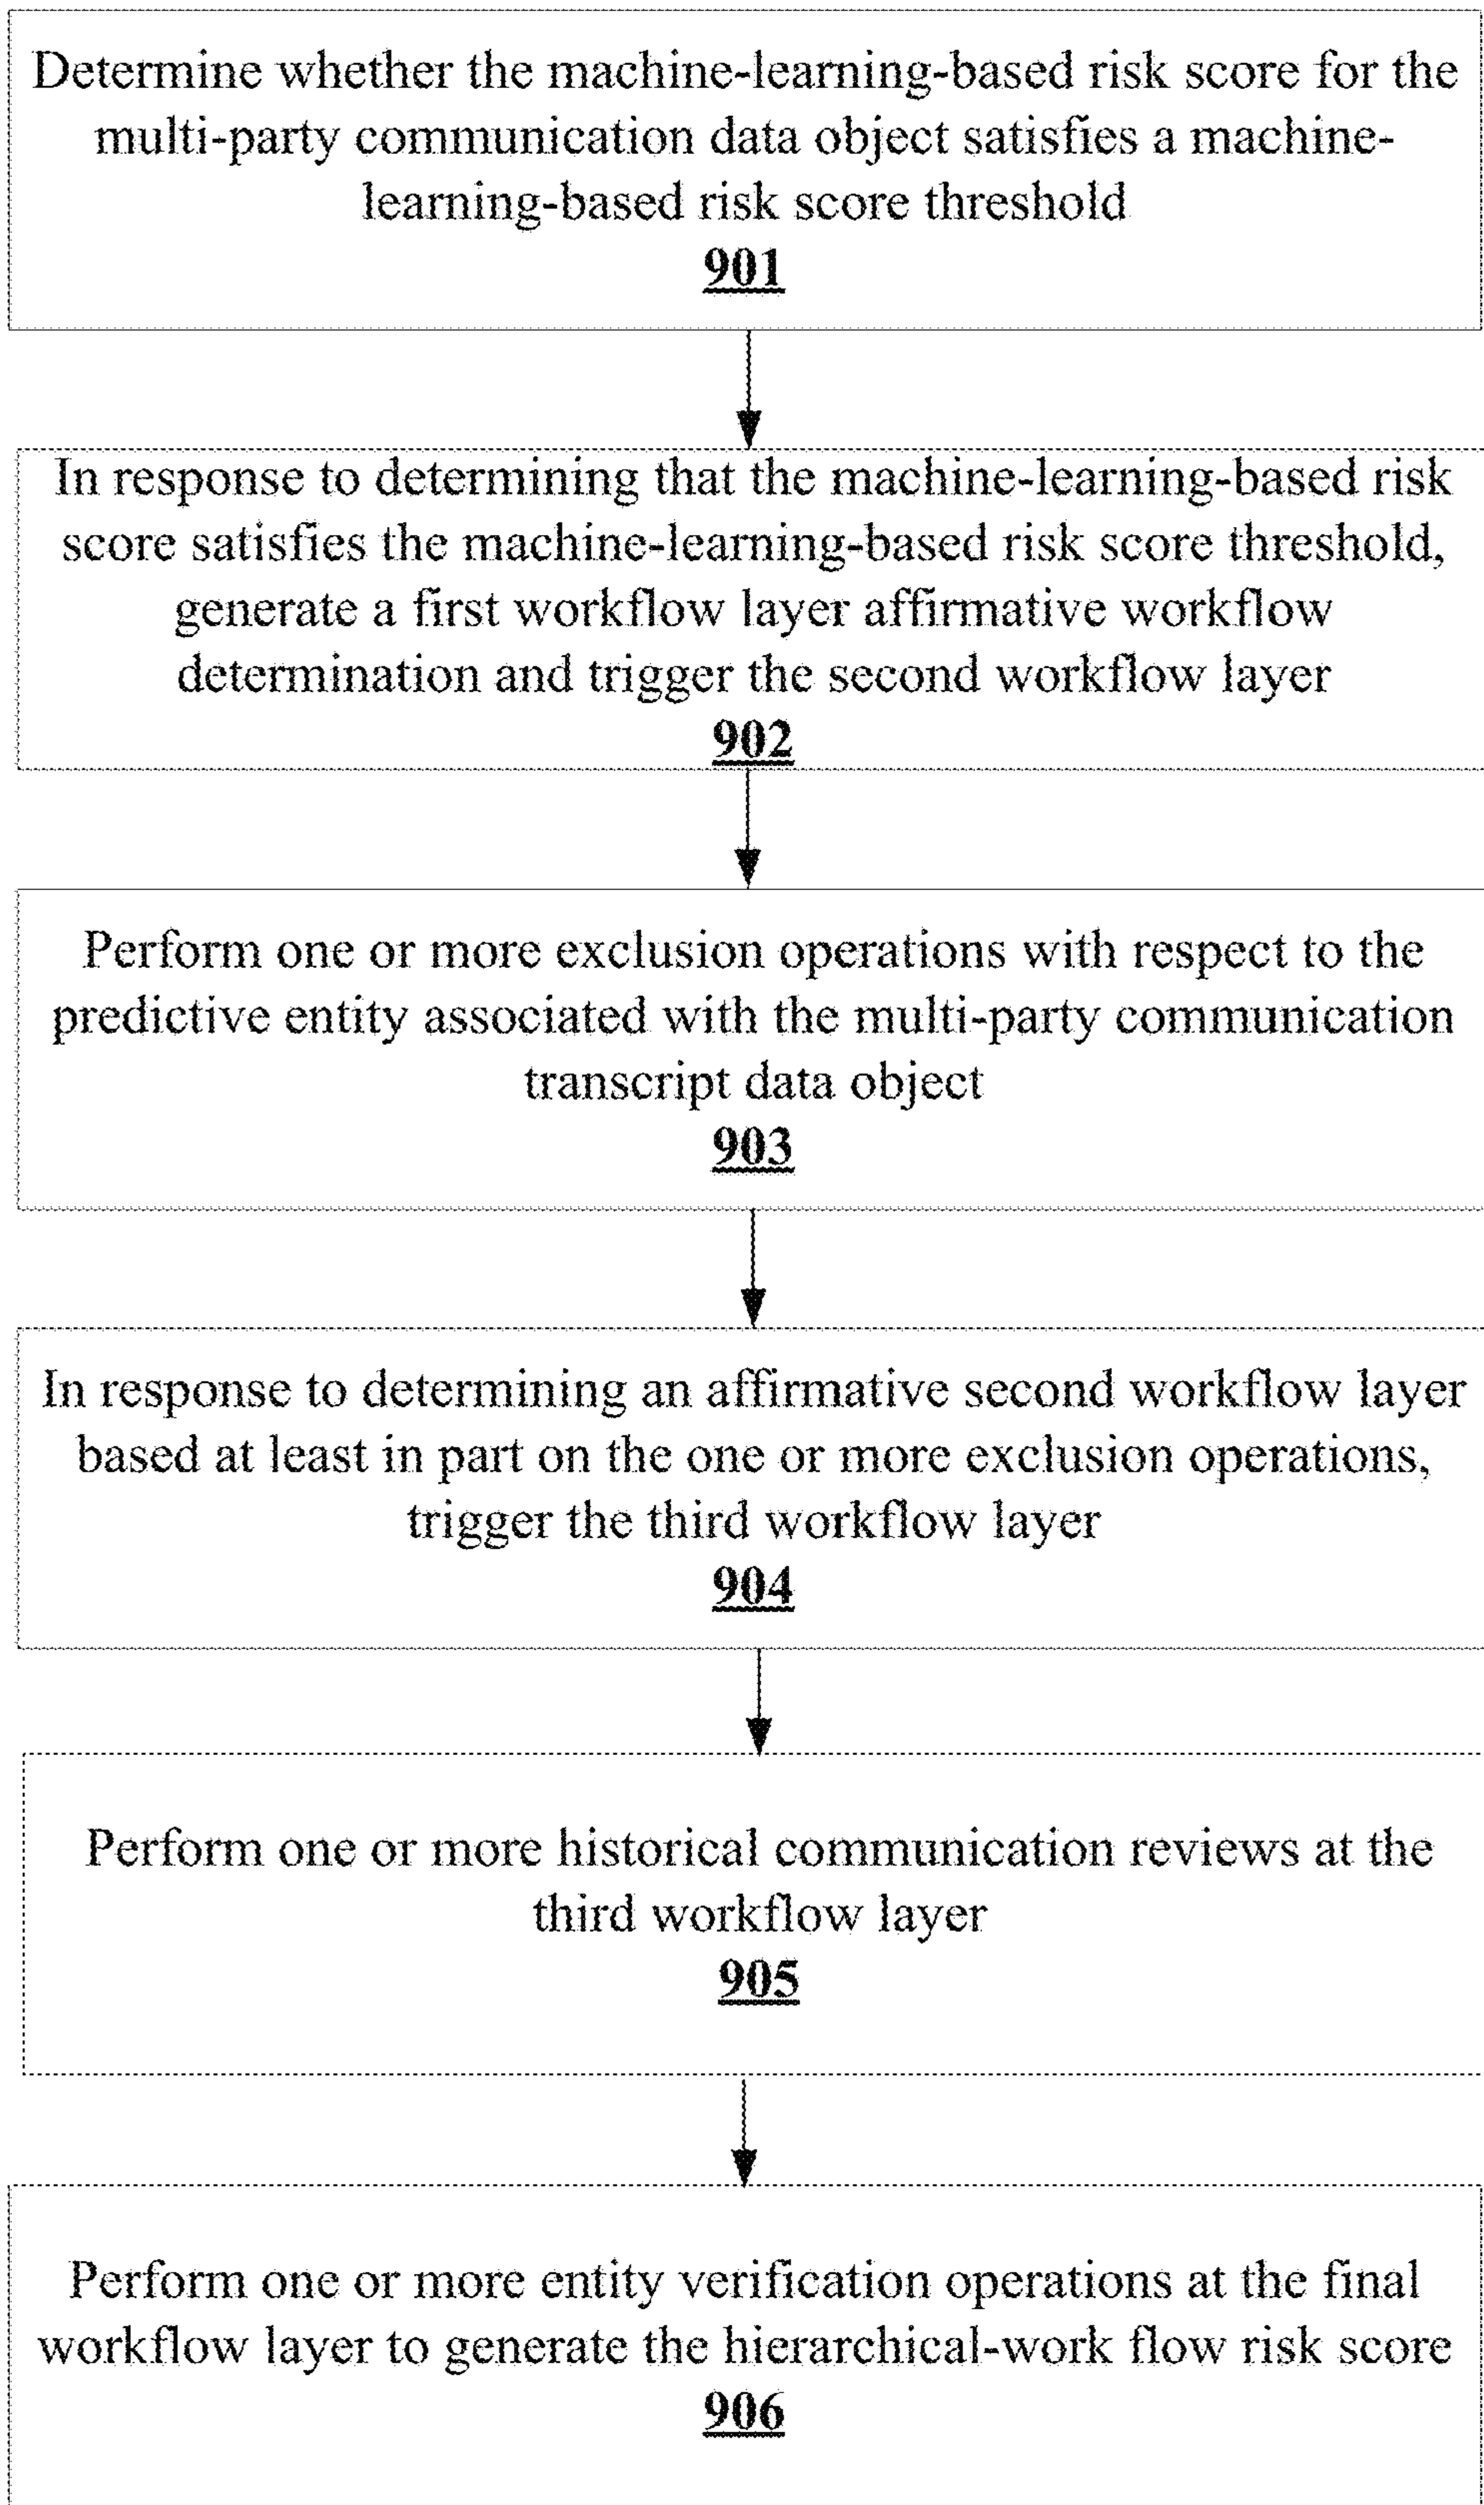 Determine whether the machine-learning-based risk score for the
multi-party communication data object satisfies a machine-
learning-based risk score threshold
901
In response to determining that the machine-learning-based risk
score satisfies the machine-learning-based risk score threshold,
generate a first workflow layer affirmative workflow
determination and trigger the second workflow layer
902
Perform one or more exclusion operations with respect to the
predictive entity associated with the multi-party communication
transcript data object
903
In response to determining an affirmative second workflow layer
based at least in part on the one or more exclusion operations,
trigger the third workflow layer
904
Perform one or more historical communication reviews at the
third workflow layer
905
Perform one or more entity verification operations at the final
workflow layer to generate the hierarchical-work flow risk score
906